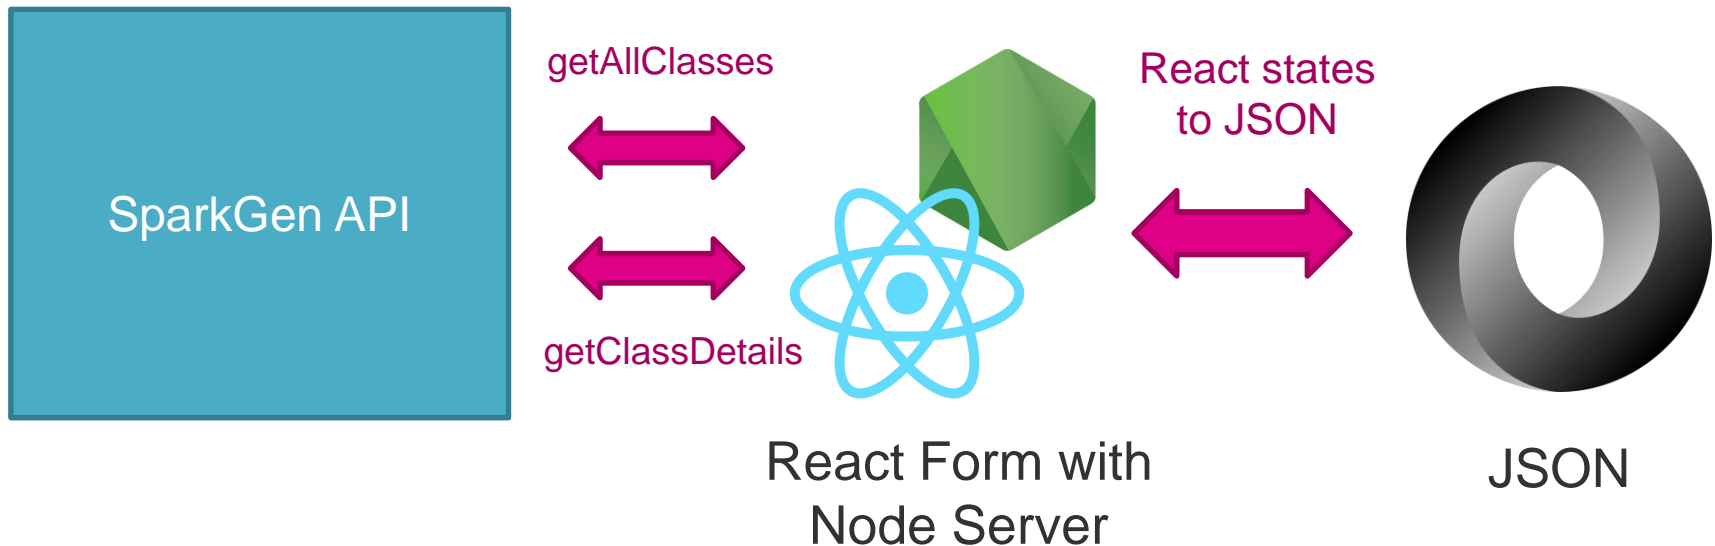 SparkGen API
getAllClasses
getClassDetails
React Form with
Node Server
React states
to JSON
JSON